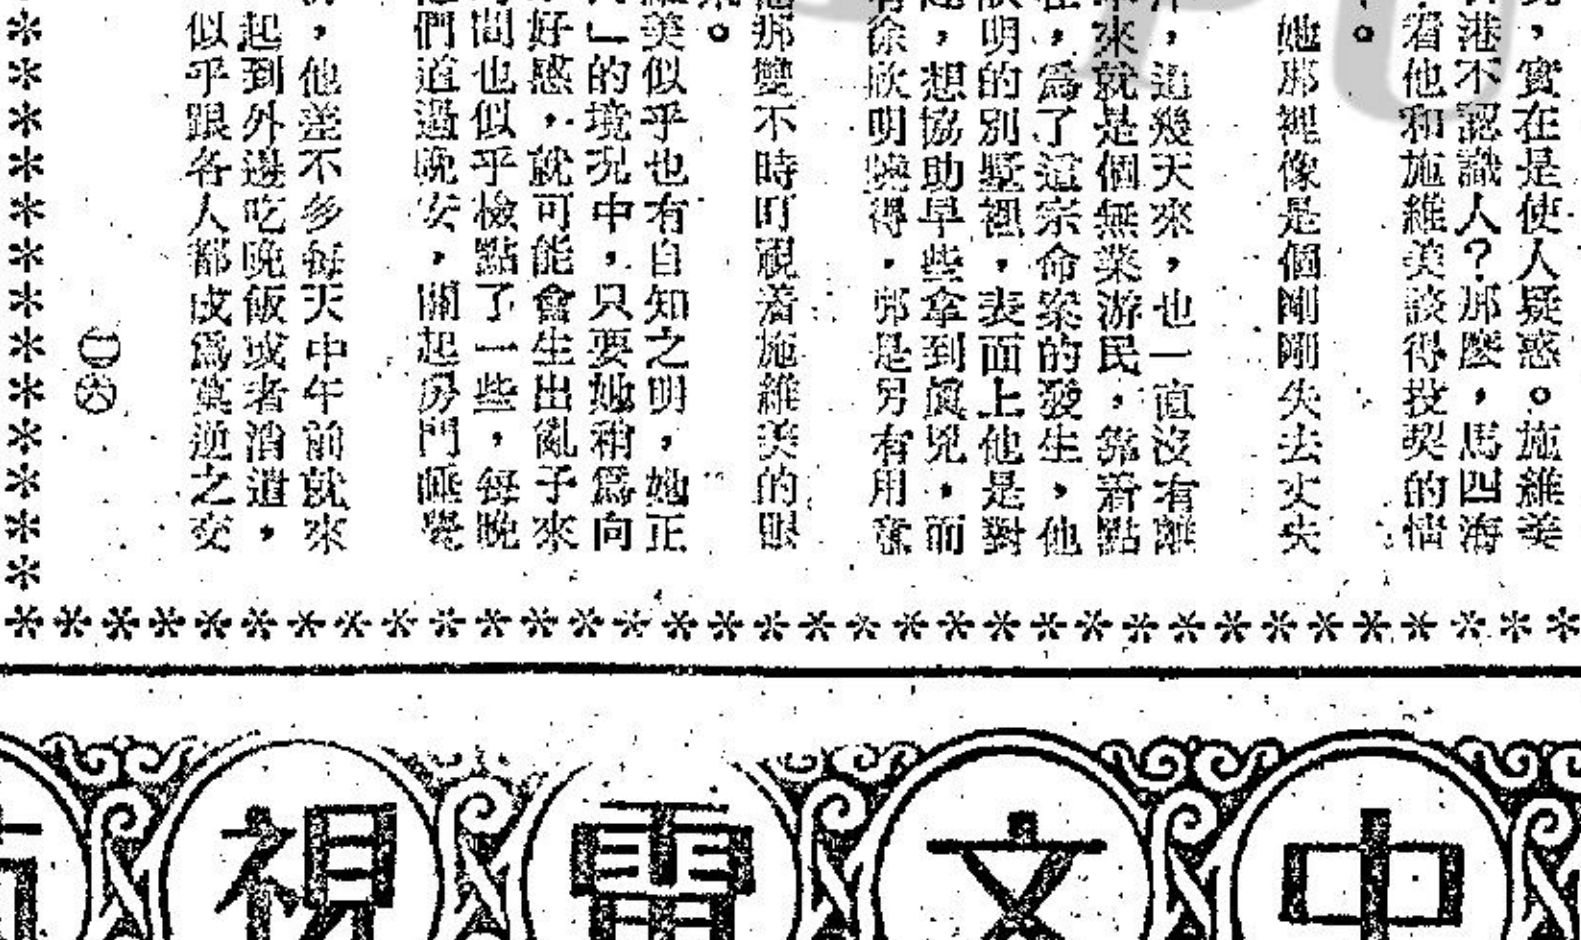 ，實在是使人疑惑。施維美
港不認識人？那麼，馬四海
看他和施維美談得投契的情
。
她那裡像是個剛剛失去丈夫
，這幾天來，也一直沒有離
來就是個無業游民，靠着點
，為了這宗命案的發生，他
明的別墅裡，表面上他是對
，想協助早些拿到眞兇，而
徐欣明曉得，那是另有用意
他那雙不時盯視着施維美的眼
。
維美似乎也有自知之明，她正
」的境況中，只要她稍為向
好惑，就可能會生出亂子來
間也似乎檢點了一些，每晚
他們道過晚安，關起房門睡覺
，他差不多每天中午前就來
起到外邊吃晚飯或者消遣，
似乎跟各人都成為莫逆之交
㊀㊅
中文電視